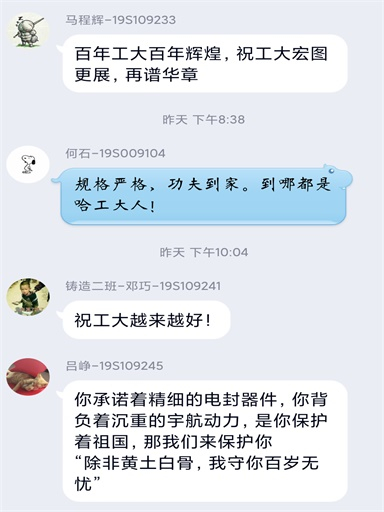 马程辉-19S109233
百年工大百年辉煌，祝工大宏图
更展，再谱华章
昨天 下午8:38
何石-19S009104
规格严格，功夫到家。到哪都是
哈工大人！
昨天 下午10:04
铸造二班-邓巧-19S109241
祝工大越来越好！
吕峥-19S109245
你承诺着精细的电封器件，你背
负着沉重的宇航动力，是你保护
着祖国，那我们来保护你
“除非黄土白骨，我守你百岁无
忧”